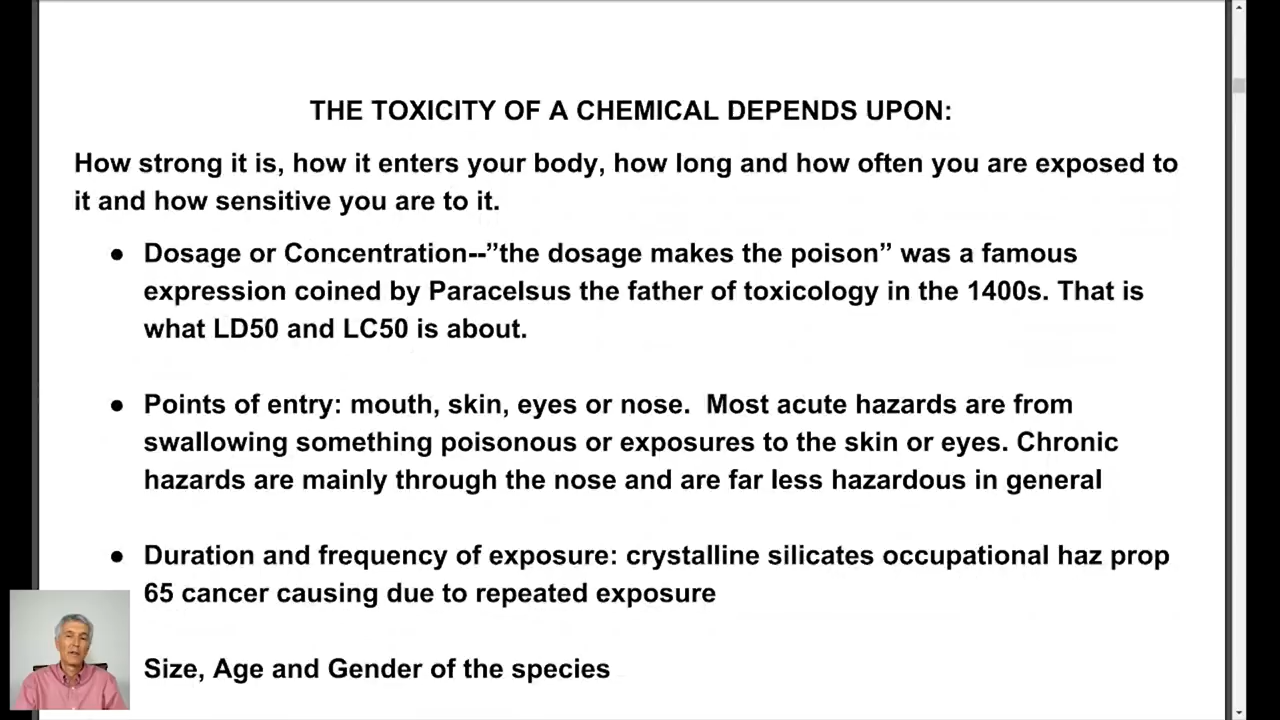 THE TOXICITY OF A CHEMICAL DEPENDS UPON:
How strong it is, how it enters your body, how long and how often you are exposed to
it and how sensitive you are to it.
● Dosage or Concentration--”the dosage makes the poison” was a famous
expression coined by Paracelsus the father of toxicology in the 1400s. That is
what LD50 and LC50 is about.
● Points of entry: mouth, skin, eyes or nose.  Most acute hazards are from
swallowing something poisonous or exposures to the skin or eyes. Chronic
hazards are mainly through the nose and are far less hazardous in general
● Duration and frequency of exposure: crystalline silicates occupational haz prop
65 cancer causing due to repeated exposure
Size, Age and Gender of the species